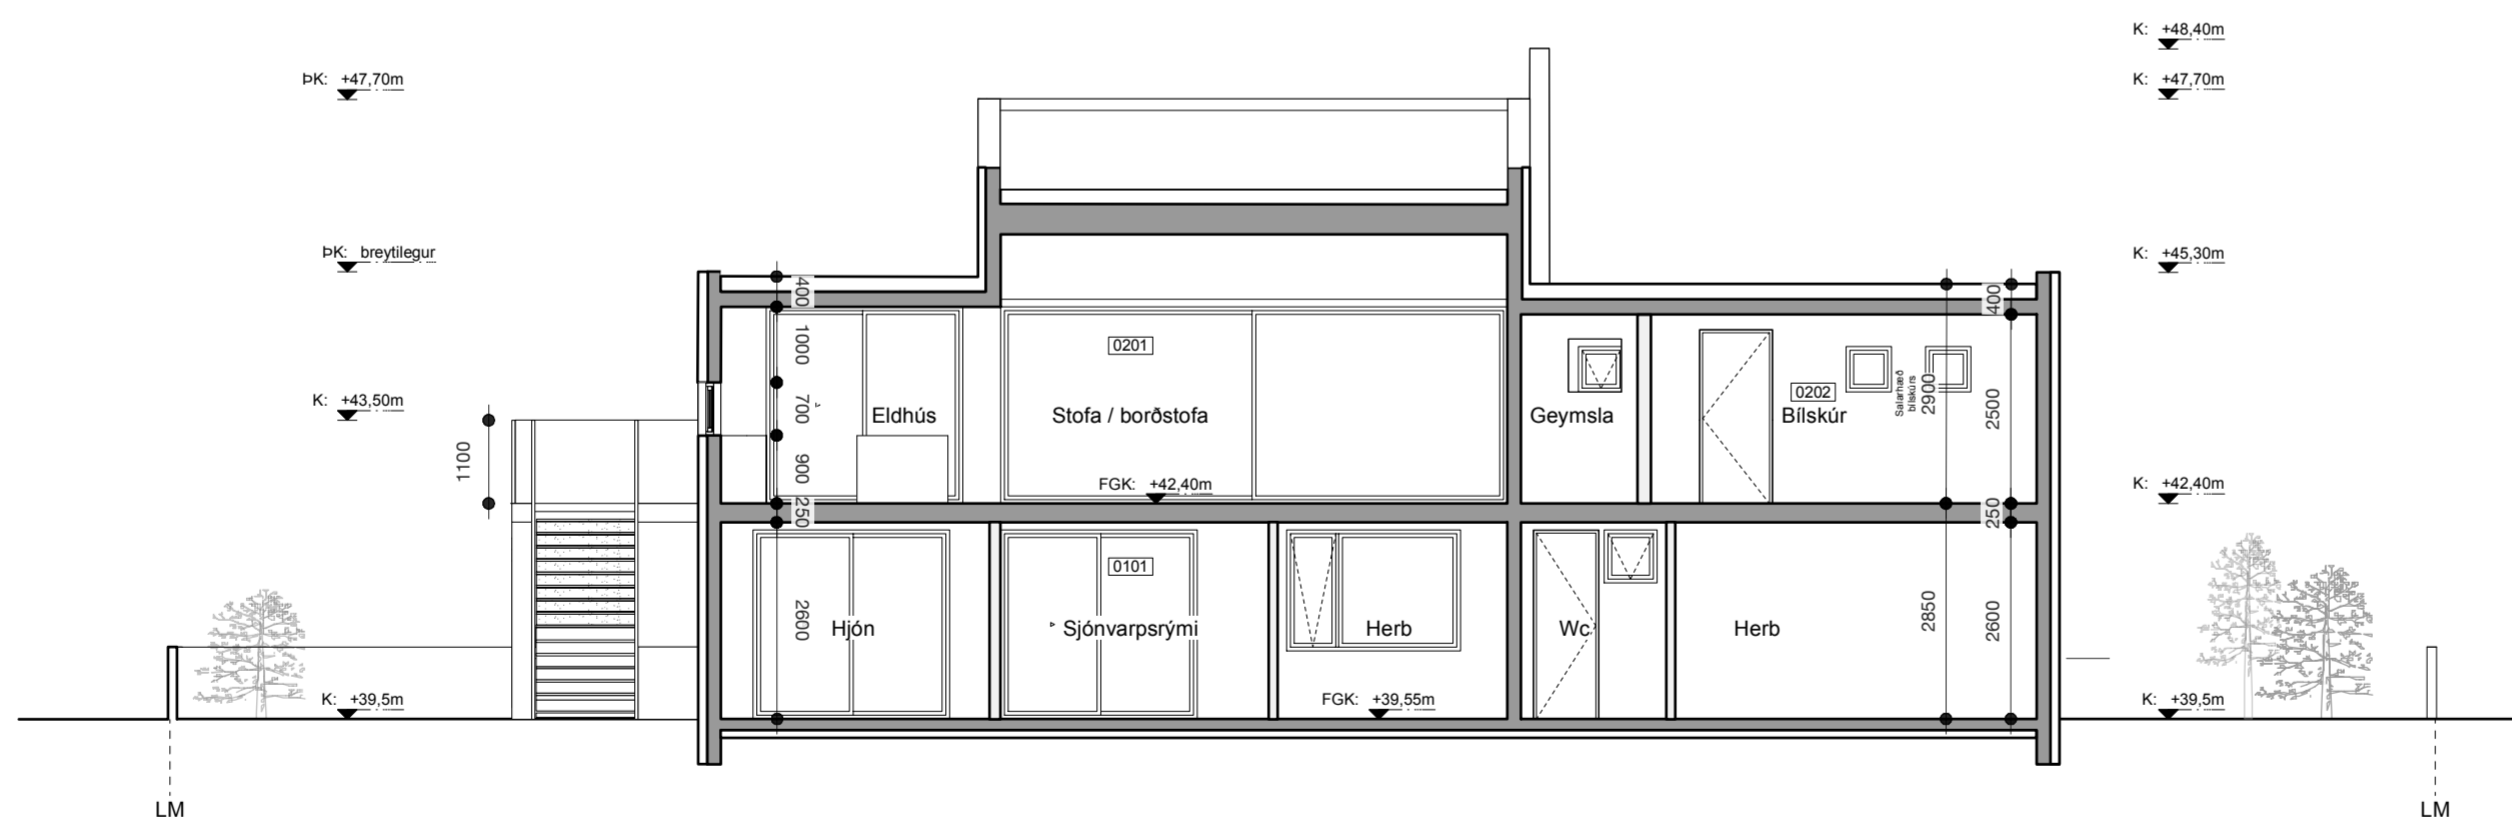 K: +48,40m
ÞK: +47,70m
K: +47,70m
ÞK: breytilegur
K: +45,30m
400
400
1000
0201
0202
Salarhæð
bílskúrs
2900
2500
K: +43,50m
700
Eldhús
Stofa / borðstofa
Geymsla
Bílskúr
1100
900
FGK: +42,40m
K: +42,40m
250
250
0101
2600
2850
2600
Hjón
Sjónvarpsrými
Herb
Wc
Herb
K: +39,5m
FGK: +39,55m
K: +39,5m
LM
LM